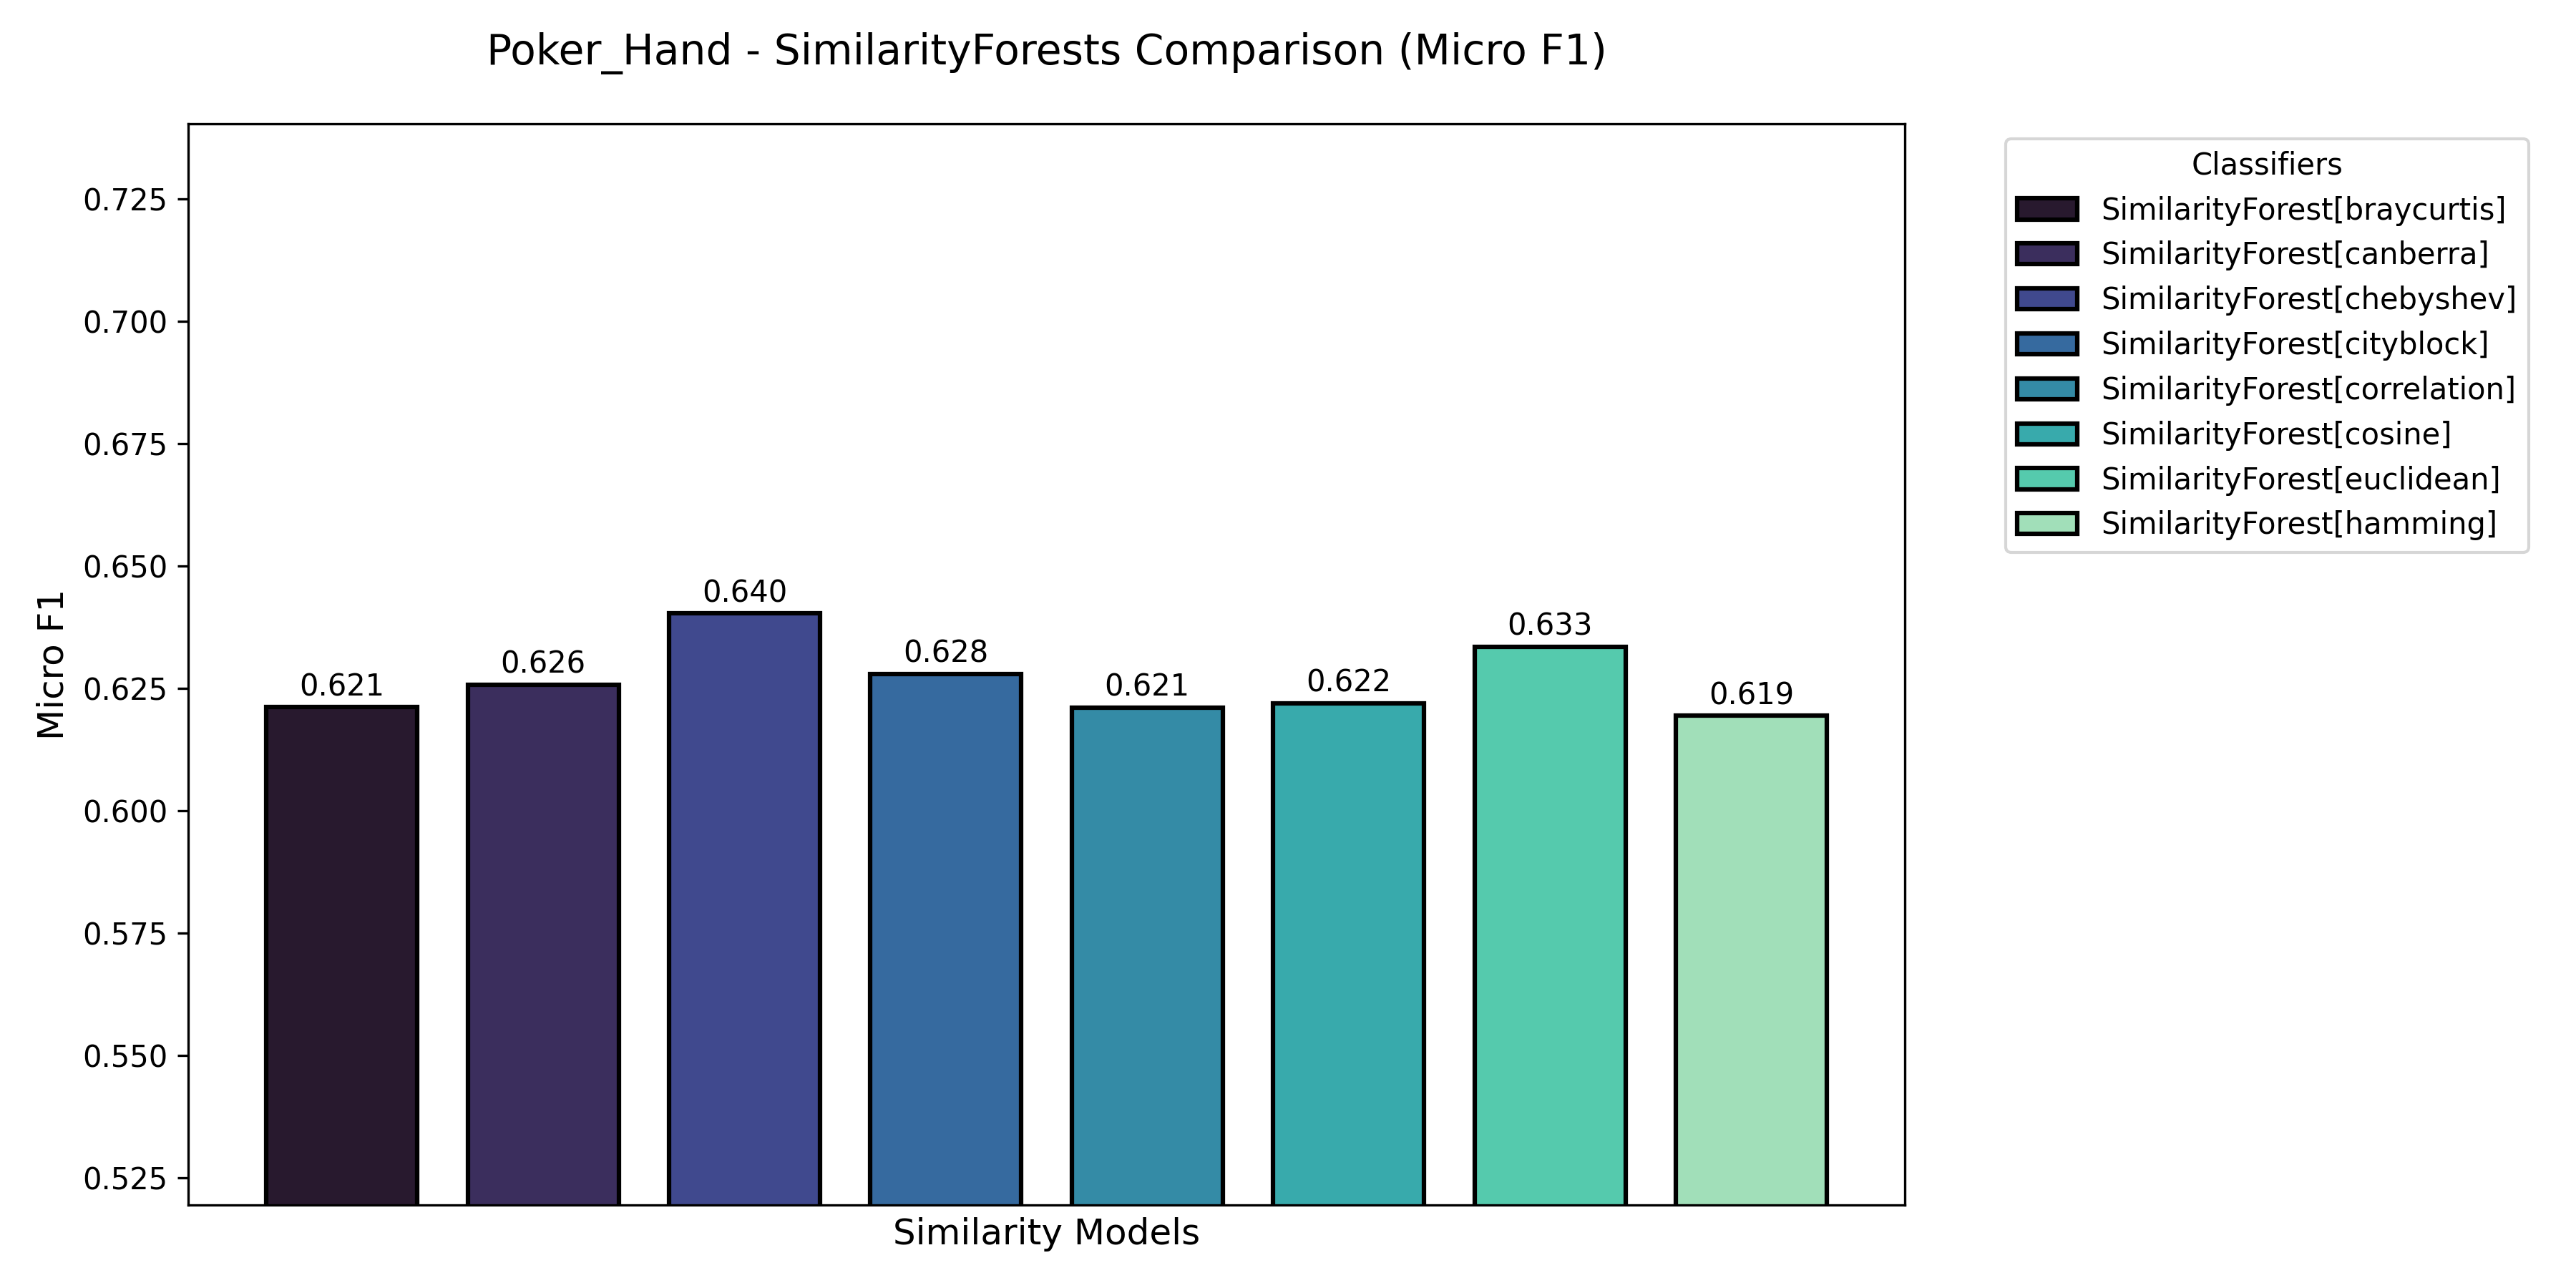 Poker_Hand - SimilarityForests Comparison (Micro F1)
Micro F1
0.725
0.700
0.675
0.650
0.625
0.600
0.575
0.550
0.525
0.621
0.626
0.640
0.628
0.621
0.622
0.633
0.619
Similarity Models
Classifiers
SimilarityForest[braycurtis]
SimilarityForest[canberra]
SimilarityForest[chebyshev]
SimilarityForest[cityblock]
SimilarityForest[correlation]
SimilarityForest[cosine]
SimilarityForest[euclidean]
SimilarityForest[hamming]